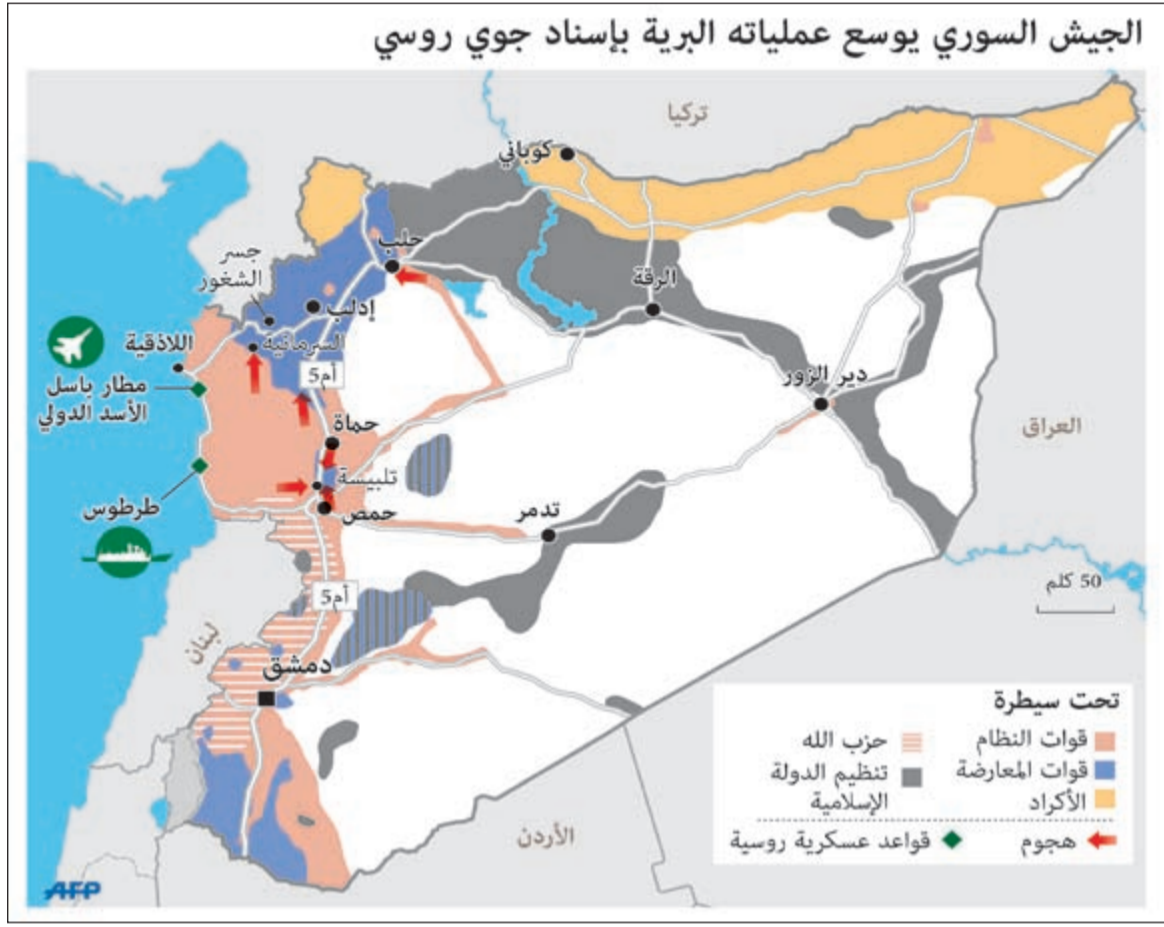 الجيش السوري يوسع عملياته البرية بإسناد جوي روسي
تركيا
كوباني
حلب
جسر
الشغور
إدلب
الرقة
اللاذقية
السرمانية
أم5
مطار باسل
الأسد الدولي
دير الزور
حماة
العراق
تلبيسة
طرطوس
حمص
تدمر
أم5
50 كلم
لبنان
دمشق
الأردن
تحت سيطرة
قوات النظام
حزب الله
قوات المعارضة
تنظيم الدولة
الإسلامية
الأكراد
هجوم
قواعد عسكرية روسية
AFP